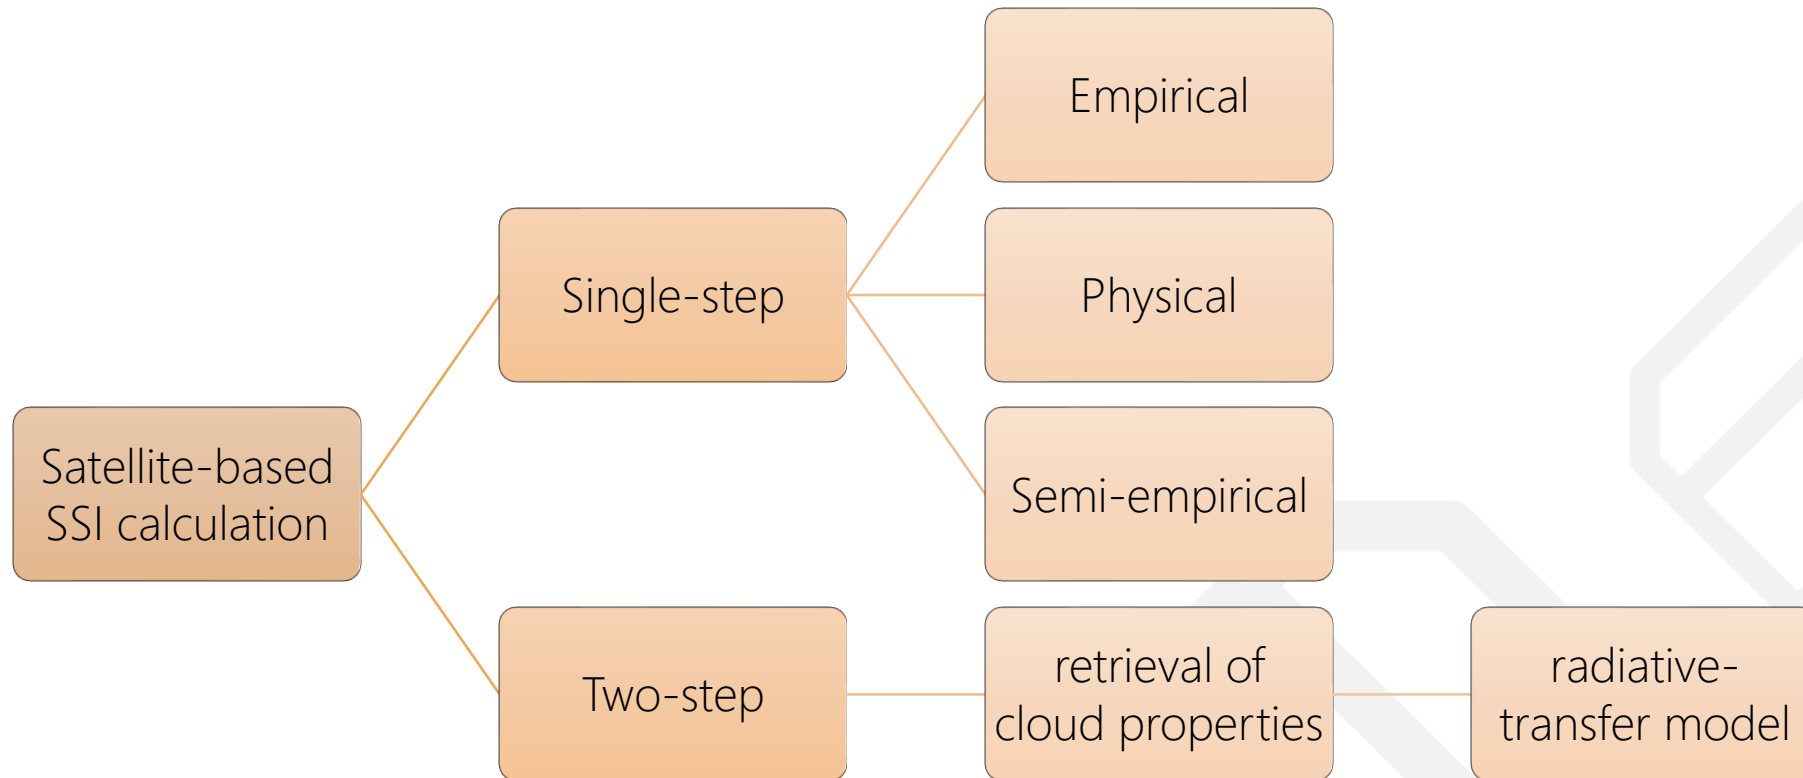 Empirical
Single-step
Physical
Satellite-based
SSI calculation
Semi-empirical
Two-step
retrieval of
cloud properties
radiative-
transfer model